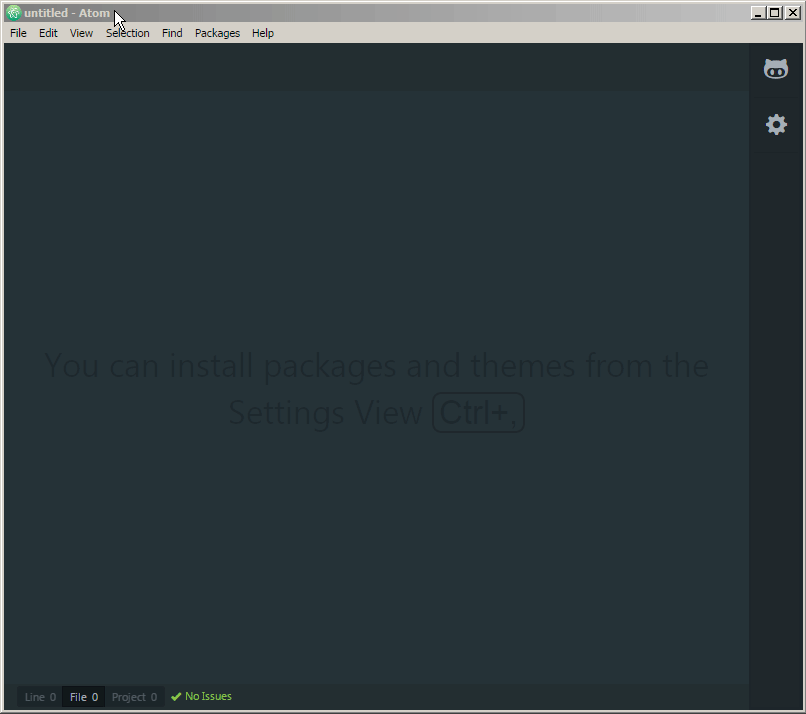 untitled - Atom
File Edit View Selection Find Packages Help
You can install packages and themes from the
Settings View Ctrl+,
Line 0 File 0 Project 0 No Issues